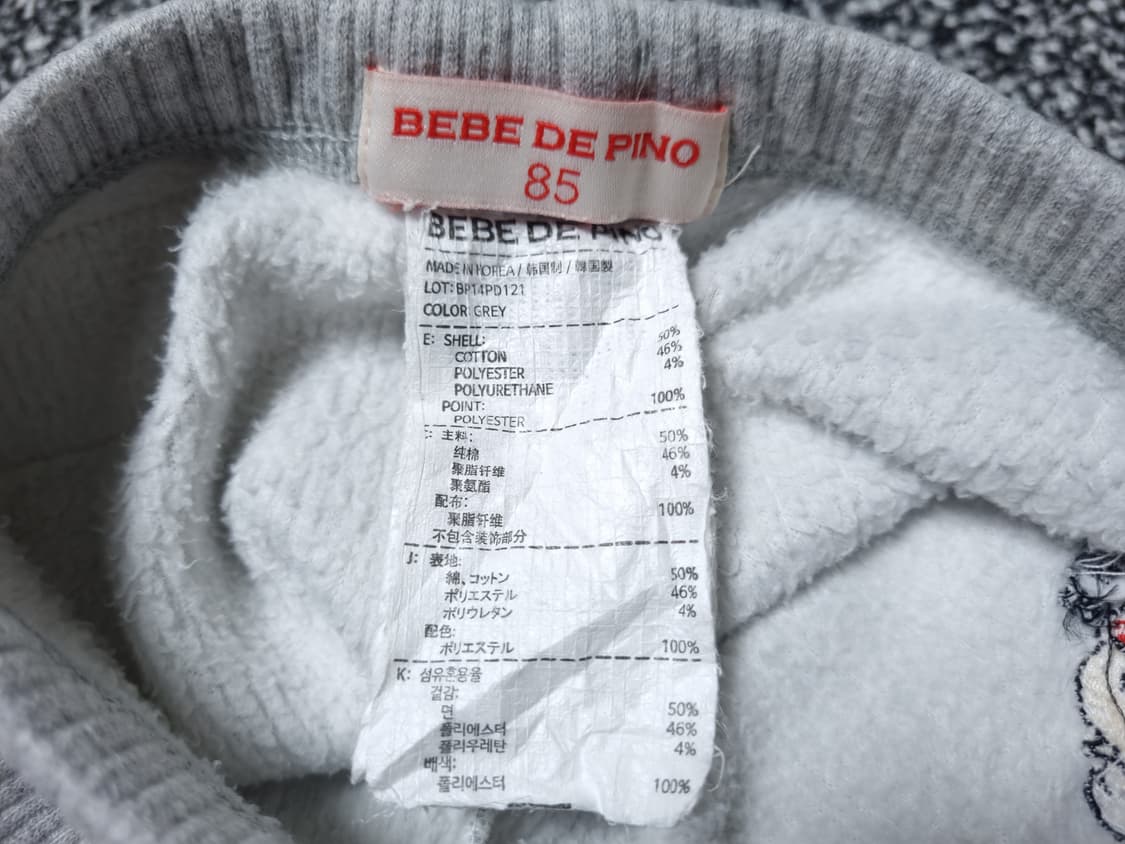 BEBE DE PINO
85
BEBE DE PINO
MADE IN KOREA / 韩国制 / 韓国製
LOT: BP14PD121
COLOR: GREY
E: SHELL:
COTTON 50%
POLYESTER 46%
POLYURETHANE 4%
POINT:
POLYESTER 100%
: 主料:
纯棉 50%
聚脂纤维 46%
聚氨酯 4%
配布:
聚脂纤维 100%
不包含装饰部分
J: 表地:
綿、コットン 50%
ポリエステル 46%
ポリウレタン 4%
配色:
ポリエステル 100%
K: 섬유혼용율
겉감:
면 50%
폴리에스터 46%
폴리우레탄 4%
배색:
폴리에스터 100%